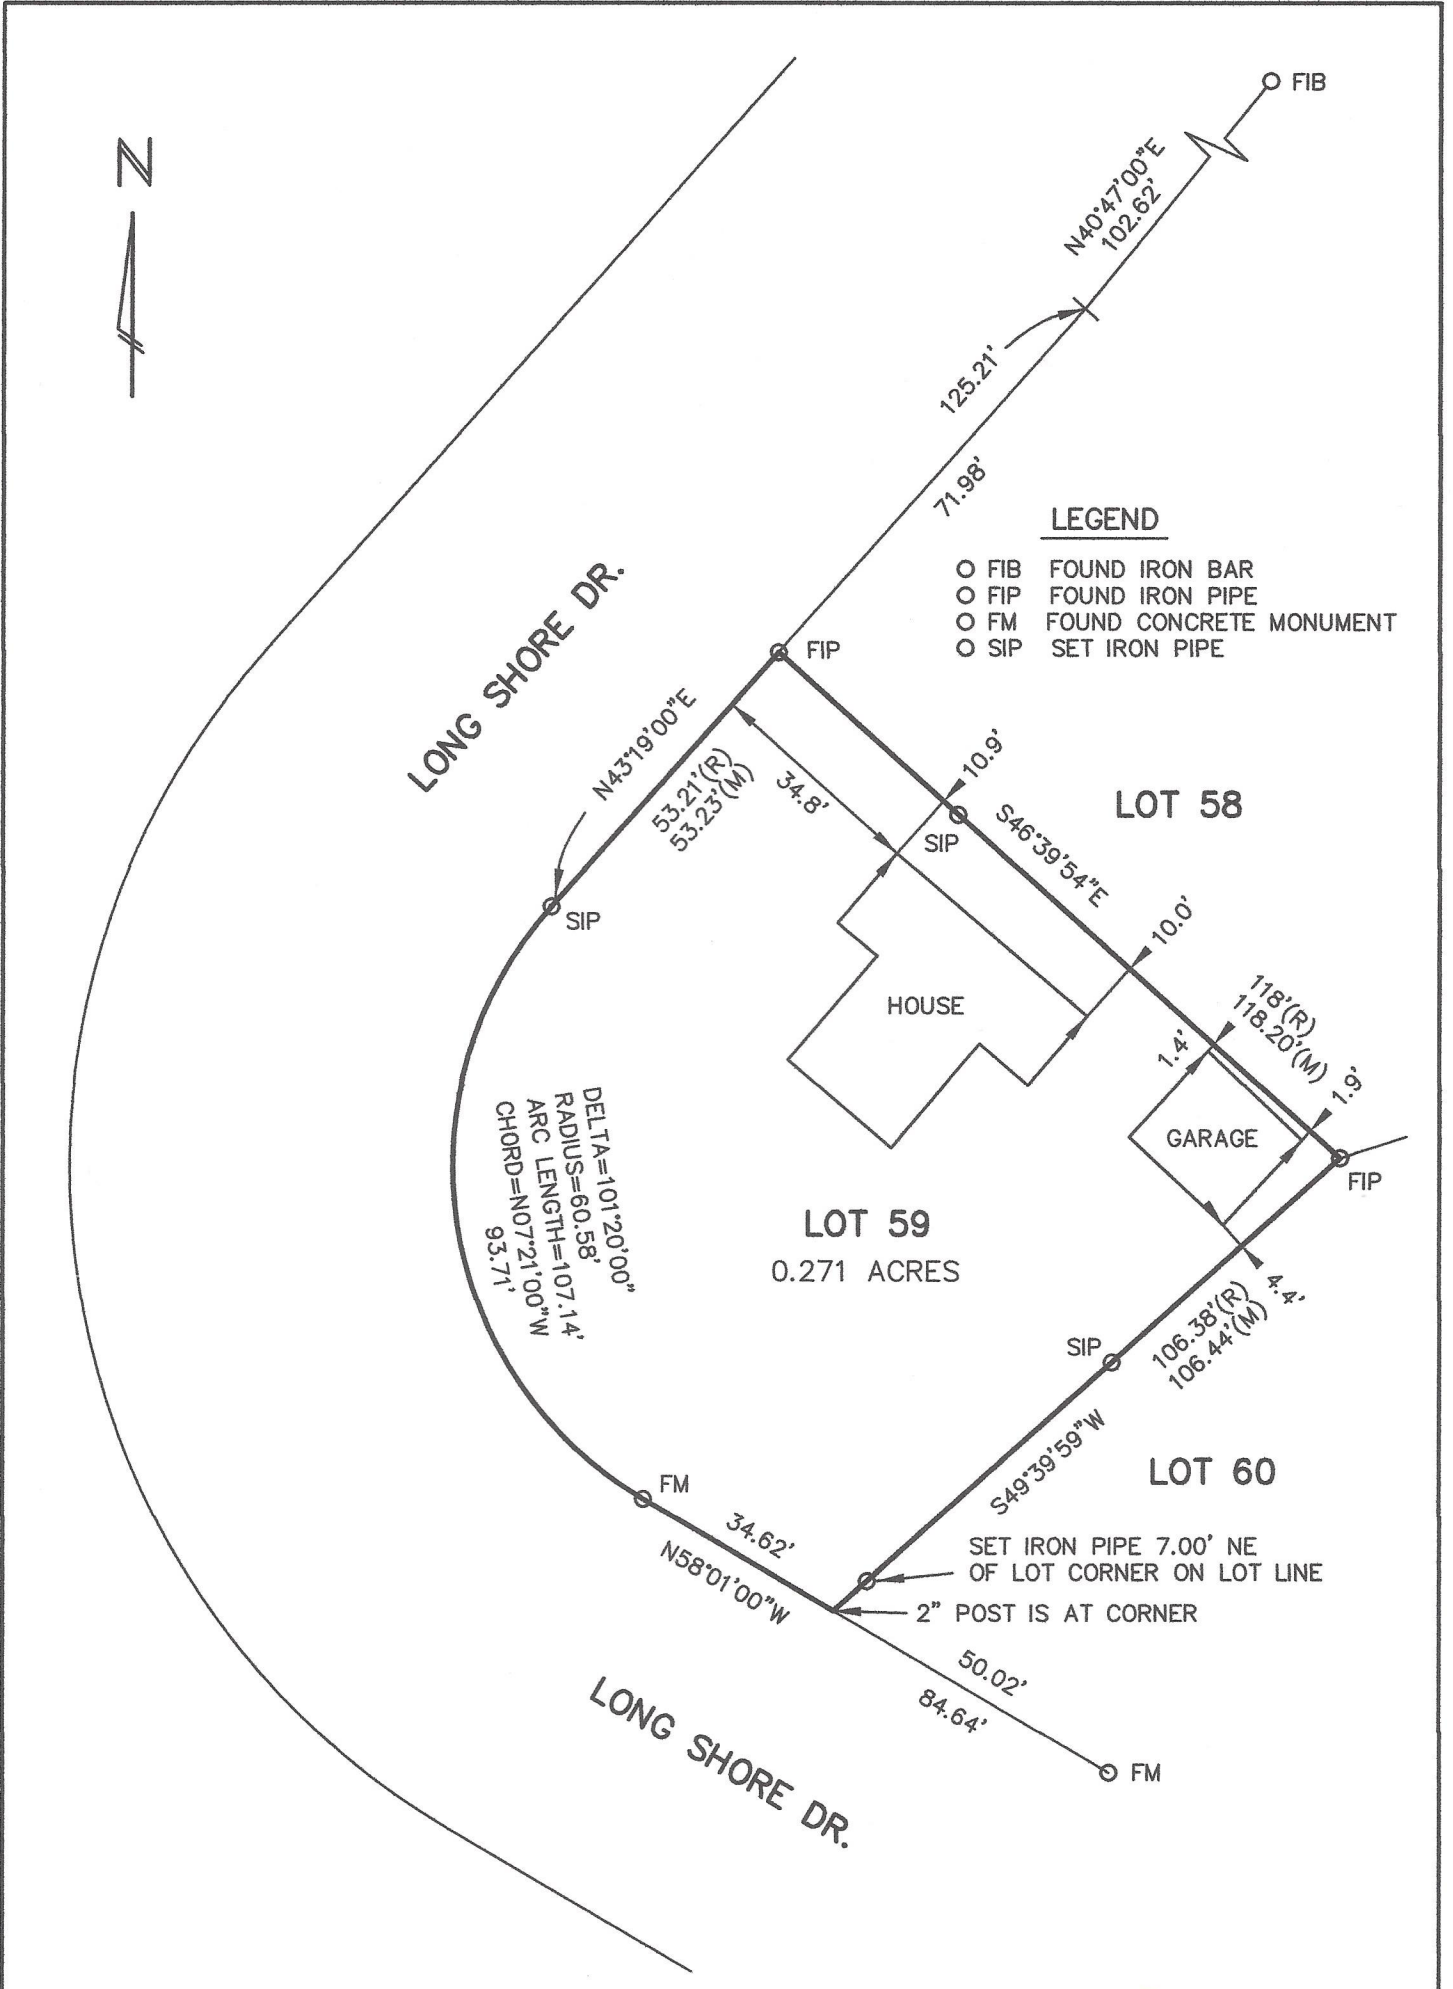 FIB
N
N40°47'00"E
102.62'
125.21'
71.98'
LEGEND
FIB FOUND IRON BAR
FIP FOUND IRON PIPE
FM FOUND CONCRETE MONUMENT
SIP SET IRON PIPE
LONG SHORE DR.
FIP
N43°19'00"E
53.21'(R)
53.23'(M)
34.8'
10.9'
LOT 58
SIP
S46°39'54"E
SIP
10.0'
HOUSE
118'(R)
118.20'(M)
1.4'
1.9'
GARAGE
FIP
DELTA=101°20'00"
RADIUS=60.58'
ARC LENGTH=107.14'
CHORD=N07°21'00"W
93.71'
LOT 59
0.271 ACRES
4.4'
106.38'(R)
106.44'(M)
SIP
S49°39'59"W
LOT 60
FM
34.62'
N58°01'00"W
SET IRON PIPE 7.00' NE
OF LOT CORNER ON LOT LINE
2" POST IS AT CORNER
50.02'
84.64'
LONG SHORE DR.
FM